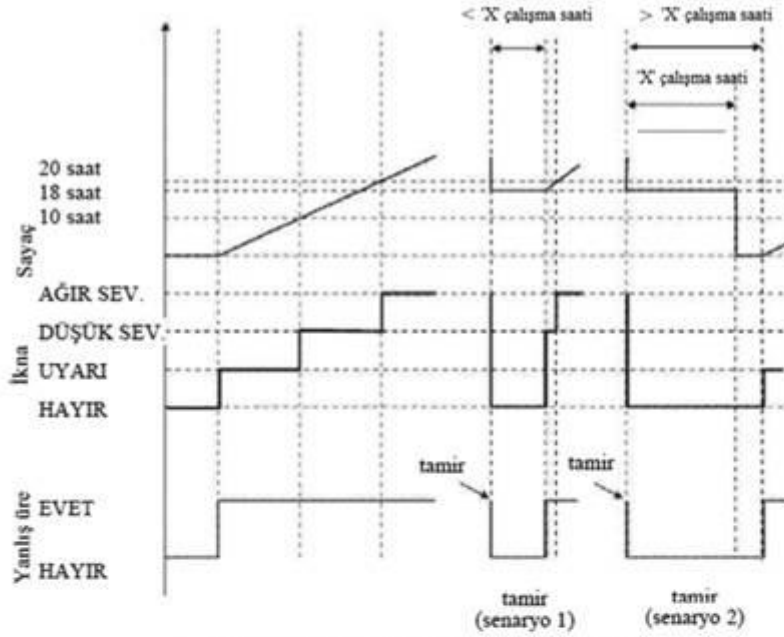 < 'X' çalışma saati
> 'X' çalışma saati
'X' çalışma saati
20 saat
18 saat
10 saat
Sayaç
AĞIR SEV.
DÜŞÜK SEV.
İkna
UYARI
HAYIR
tamir
tamir
EVET
Yanlış üre
HAYIR
tamir
(senaryo 1)
tamir
(senaryo 2)